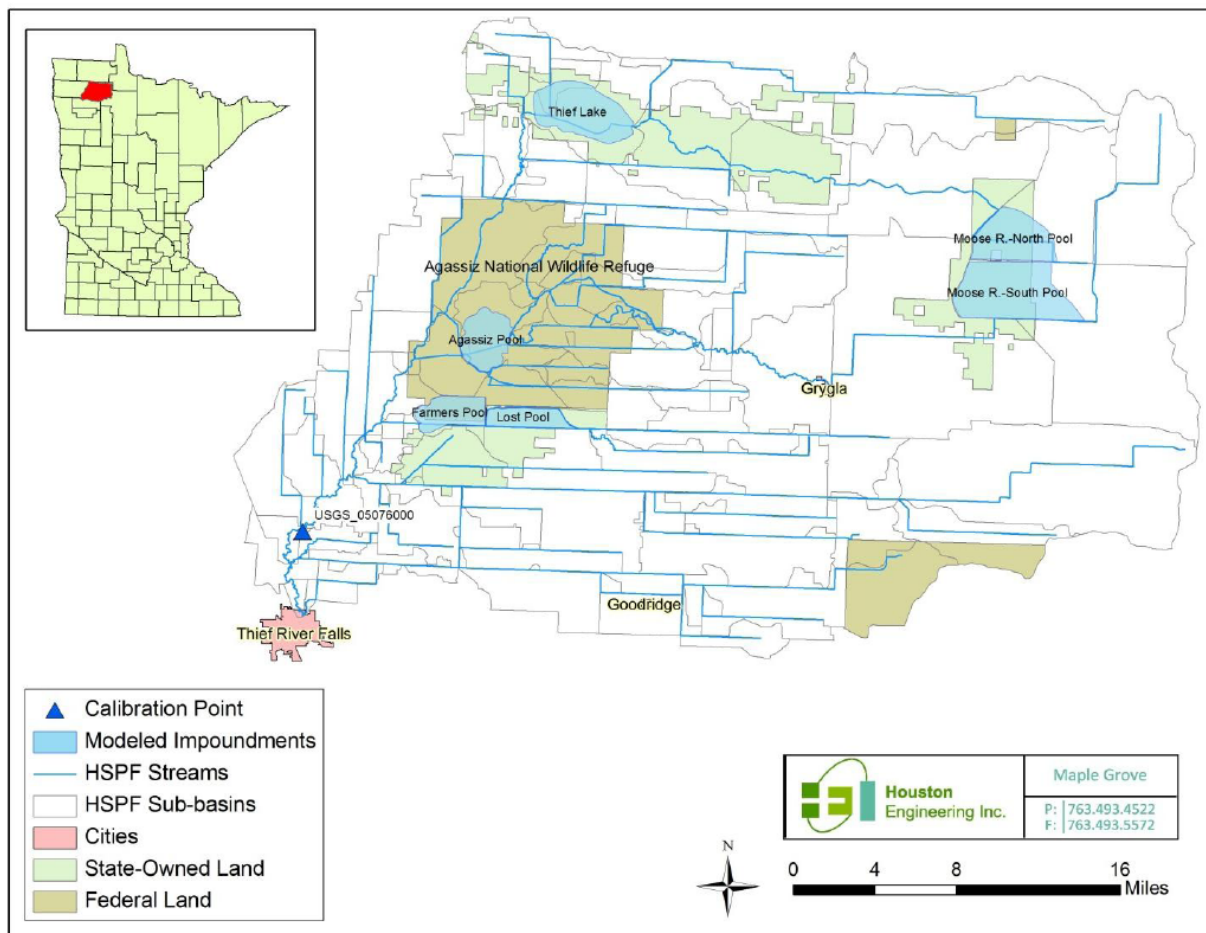 Thief Lake
Moose R.-North Pool
Agassiz National Wildlife Refuge
Moose R.-South Pool
Agassiz Pool
Grygla
Farmers Pool
Lost Pool
USGS_05076000
Goodridge
Thief River Falls
Calibration Point
Modeled Impoundments
HSPF Streams
HSPF Sub-basins
Cities
State-Owned Land
Federal Land
Houston
Engineering Inc.
Maple Grove
P: 763.493.4522
F: 763.493.5572
N
0 4 8 16
Miles